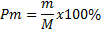 Pm = m/M x100%